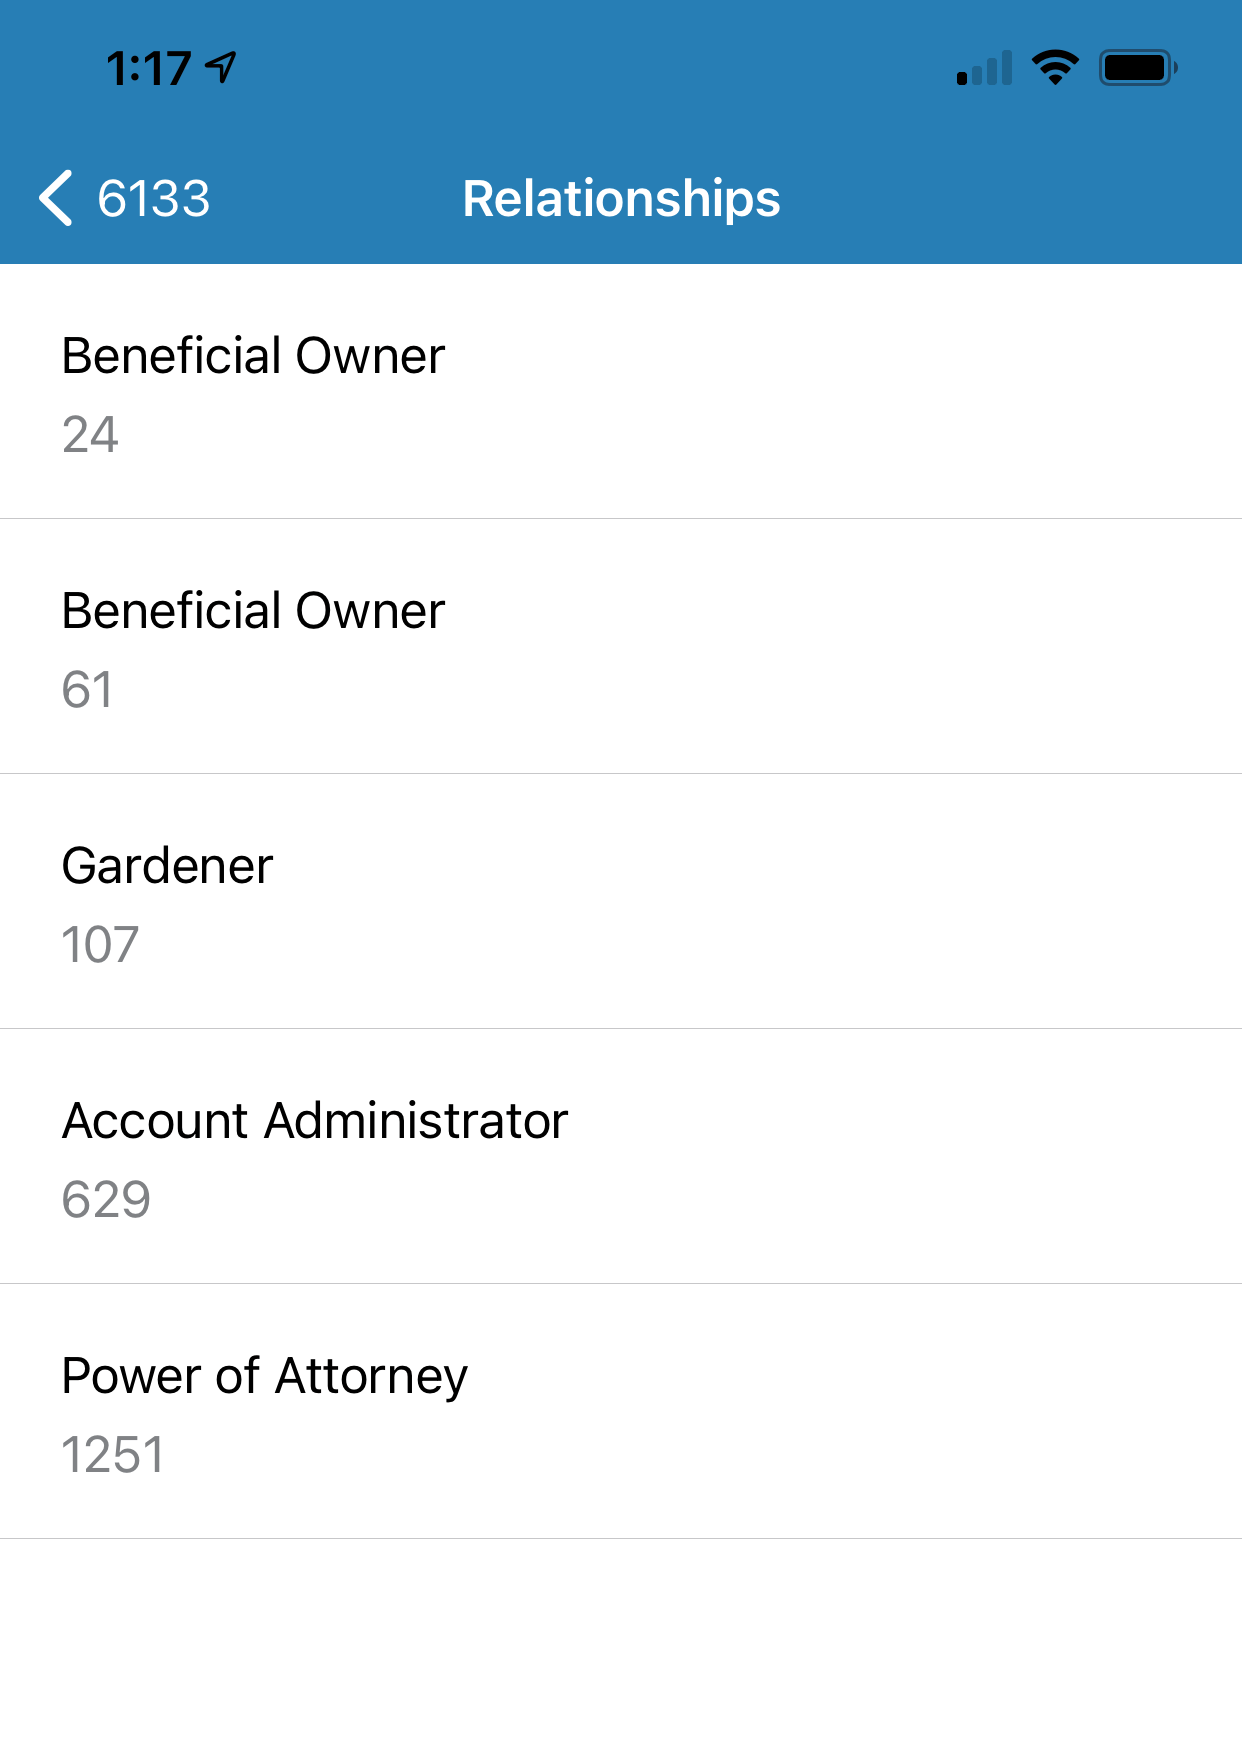 1:17
6133
Relationships
Beneficial Owner
24
Beneficial Owner
61
Gardener
107
Account Administrator
629
Power of Attorney
1251